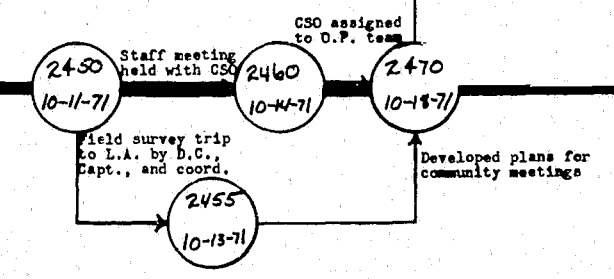 CSO assigned
to O.P. team
Staff meeting
held with CSO
2450
10-11-71
2460
10-14-71
2470
10-18-71
Field survey trip
to L.A. by D.C.,
Capt., and coord.
Developed plans for
community meetings
2455
10-13-71